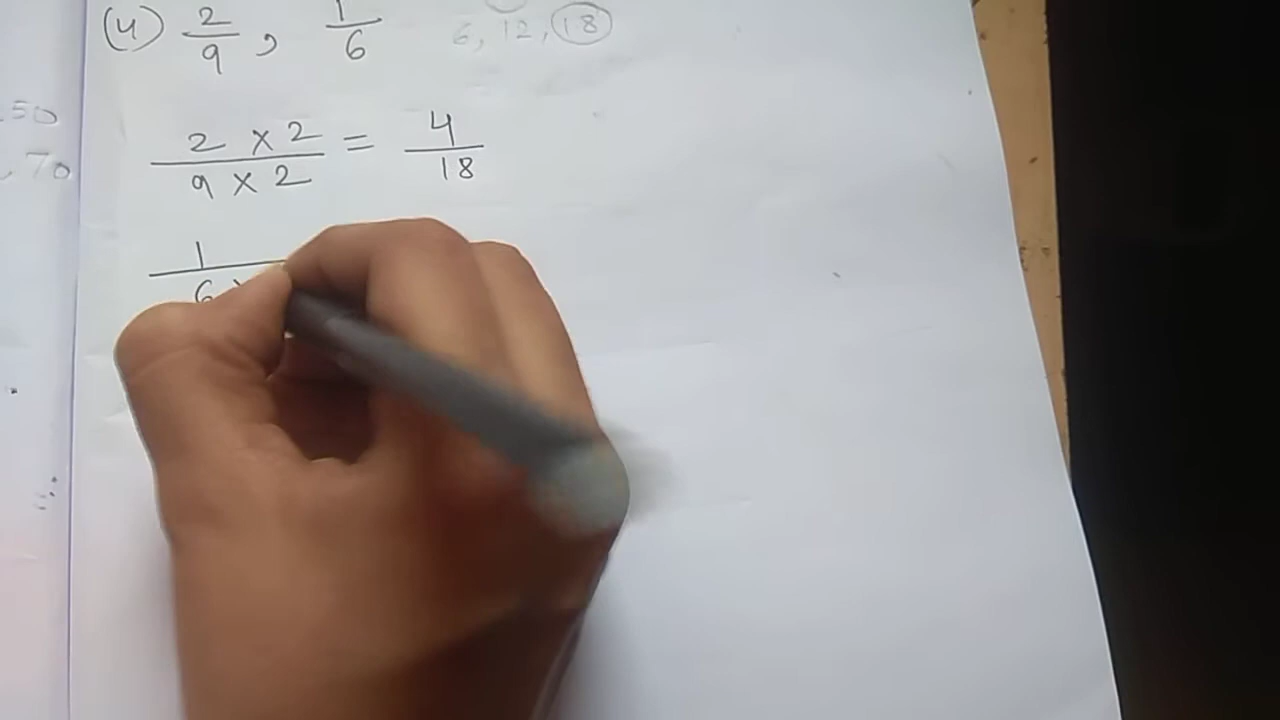 (4) 2/9 , 1/6 6, 12, 18
50
70
2 × 2 / 9 × 2 = 4/18
1 / 6 ×